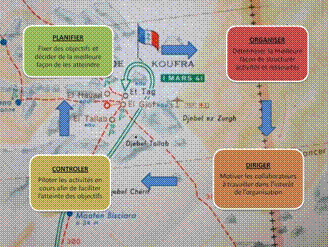 PLANIFIER
Fixer des objectifs et
décider de la meilleure
façon de les atteindre
ORGANISER
Déterminer la meilleure
façon de structurer
activités et ressources
DE KOUFRA
1 MARS 41
El Hauari
Et Tag
El Giof
El Tallab
Djebel ez Zurgh
Djebel Tallab
CONTROLER
Piloter les activités en
cours afin de faciliter
l'atteinte des objectifs
DIRIGER
Motiver les collaborateurs
à travailler dans l'intérêt
de l'organisation
Djebel Chérif
Maaten Bisciara